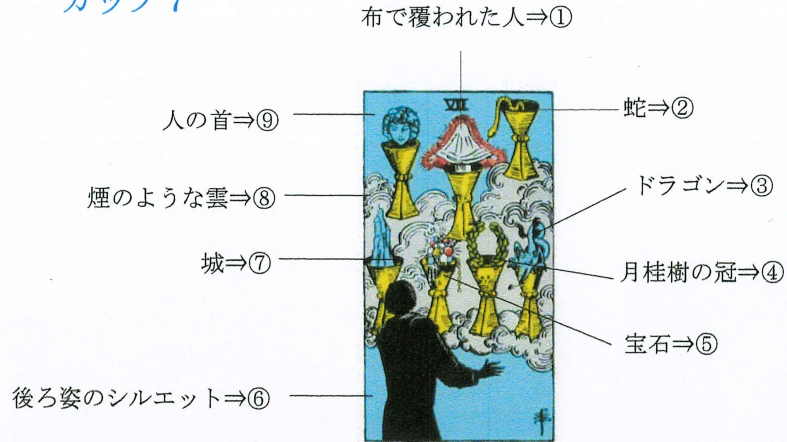 カップ7
布で覆われた人⇒①
VII
人の首⇒⑨
蛇⇒②
煙のような雲⇒⑧
ドラゴン⇒③
城⇒⑦
月桂樹の冠⇒④
宝石⇒⑤
後ろ姿のシルエット⇒⑥